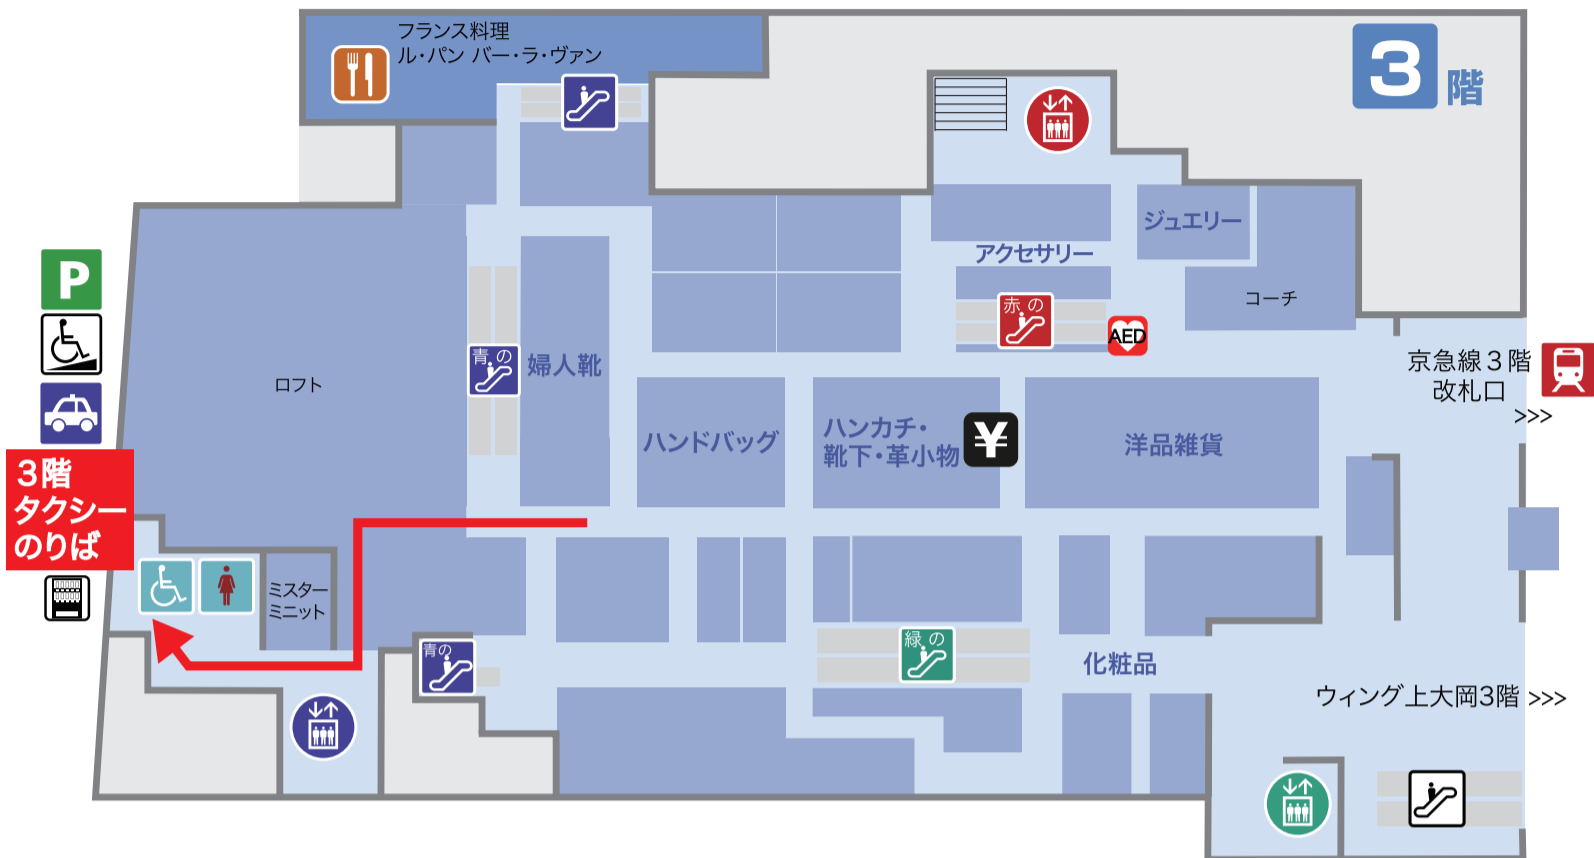 フランス料理
ル・パン バー・ラ・ヴァン
3階
ジュエリー
アクセサリー
コーチ
P
赤の
AED
京急線3階
改札口
>>>
青の
婦人靴
ロフト
ハンドバッグ
ハンカチ・
靴下・革小物
¥
洋品雑貨
3階
タクシー
のりば
ミスター
ミニット
青の
緑の
化粧品
ウィング上大岡3階 >>>